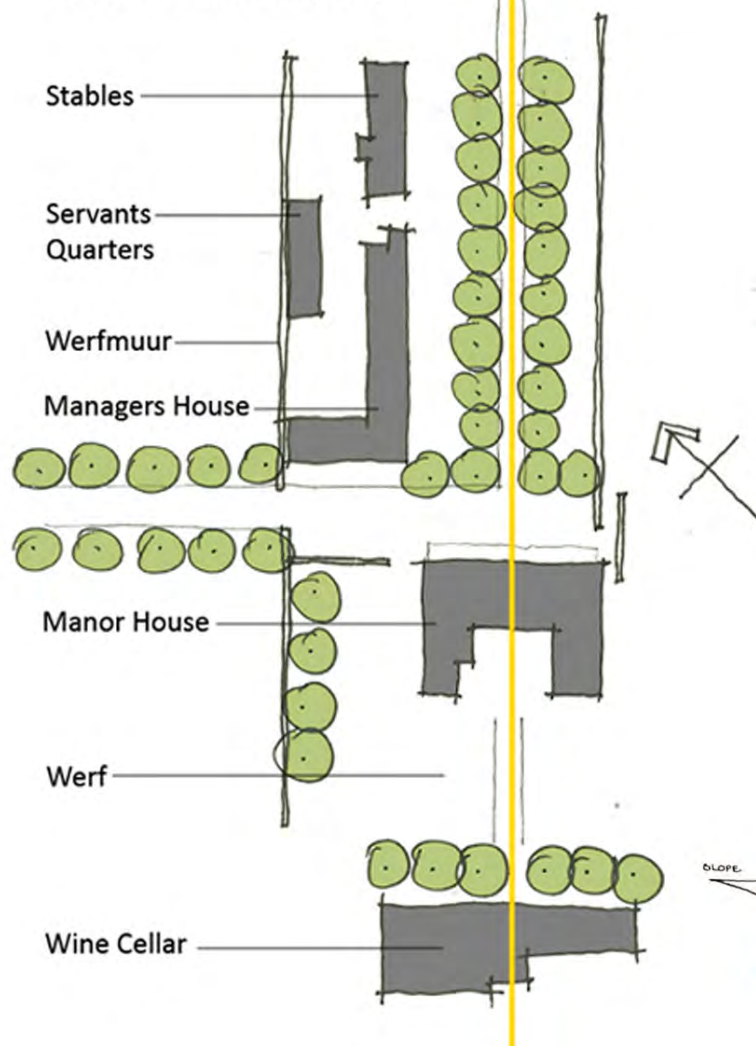 Stables
Servants
Quarters
Werfmuur
Managers House
Manor House
Werf
SLOPE
Wine Cellar